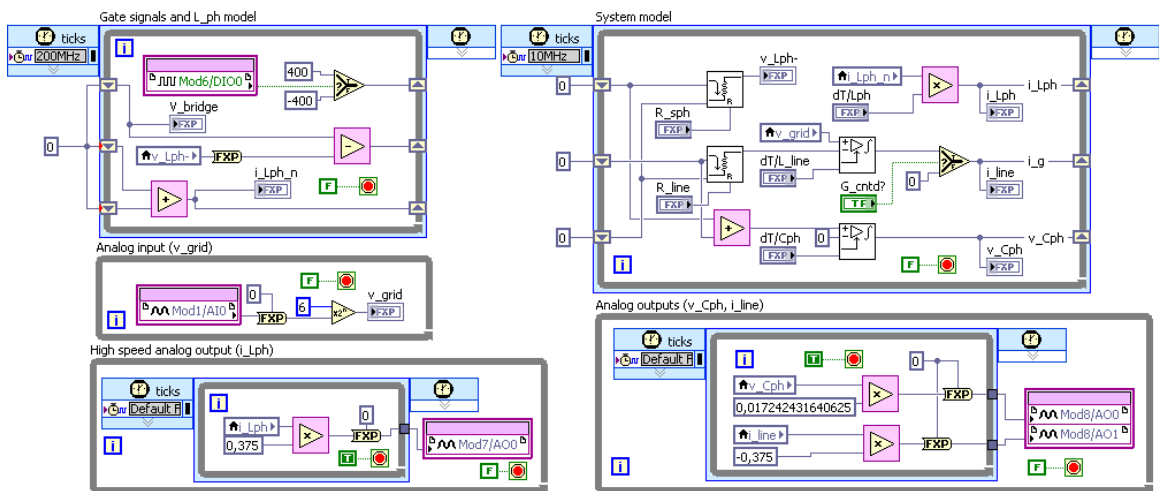 Gate signals and L_ph model
ticks
200MHz
i
Mod6/DIO0
400
-400
V_bridge
FXP
0
v_Lph-
FXP
i_Lph_n
FXP
F
Analog input (v_grid)
F
0
Mod1/AI0
FXP
6
x2ⁿ
v_grid
FXP
i
High speed analog output (i_Lph)
ticks
Default F
i
i_Lph
0,375
0
FXP
T
Mod7/AO0
F
i
System model
ticks
10MHz
v_Lph-
FXP
i_Lph_n
0
R
R_sph
FXP
dT/Lph
FXP
i_Lph
i_Lph
FXP
v_grid
0
R
R_line
FXP
dT/L_line
FXP
0
i_g
i_line
FXP
G_cntd?
TF
0
dT/Cph
FXP
0
v_Cph
v_Cph
FXP
i
F
Analog outputs (v_Cph, i_line)
ticks
Default F
i
T
0
v_Cph
0,017242431640625
FXP
i_line
-0,375
FXP
Mod8/AO0
Mod8/AO1
F
i